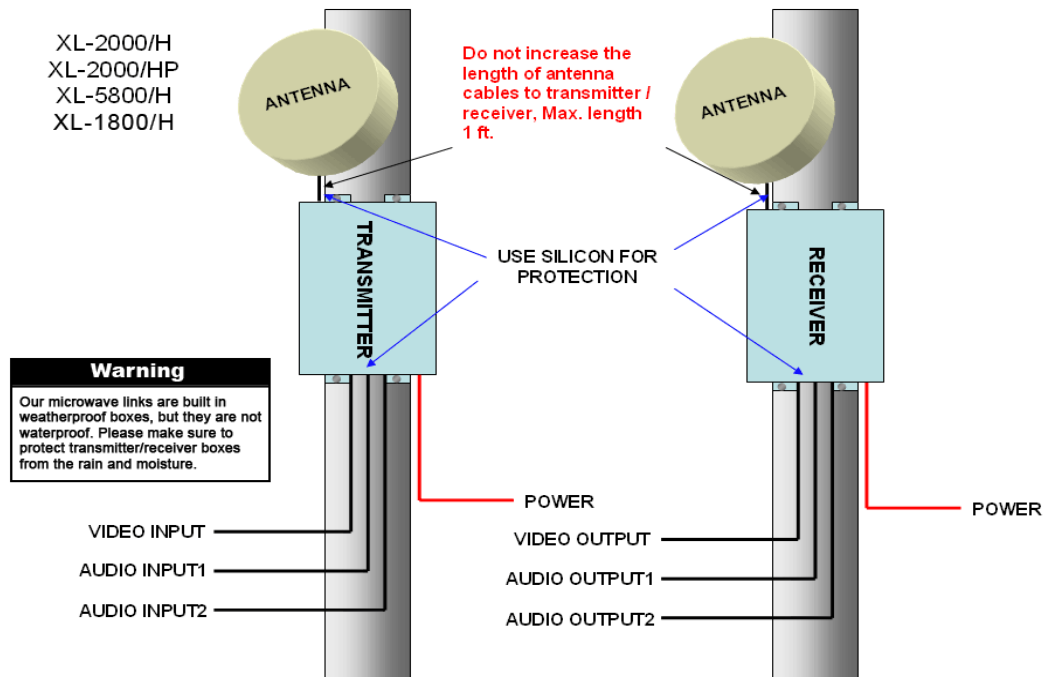 XL-2000/H
XL-2000/HP
XL-5800/H
XL-1800/H
ANTENNA
Do not increase the
length of antenna
cables to transmitter /
receiver, Max. length
1 ft.
ANTENNA
TRANSMITTER
USE SILICON FOR
PROTECTION
RECEIVER
Warning
Our microwave links are built in
weatherproof boxes, but they are not
waterproof. Please make sure to
protect transmitter/receiver boxes
from the rain and moisture.
POWER
VIDEO INPUT
AUDIO INPUT1
AUDIO INPUT2
POWER
VIDEO OUTPUT
AUDIO OUTPUT1
AUDIO OUTPUT2